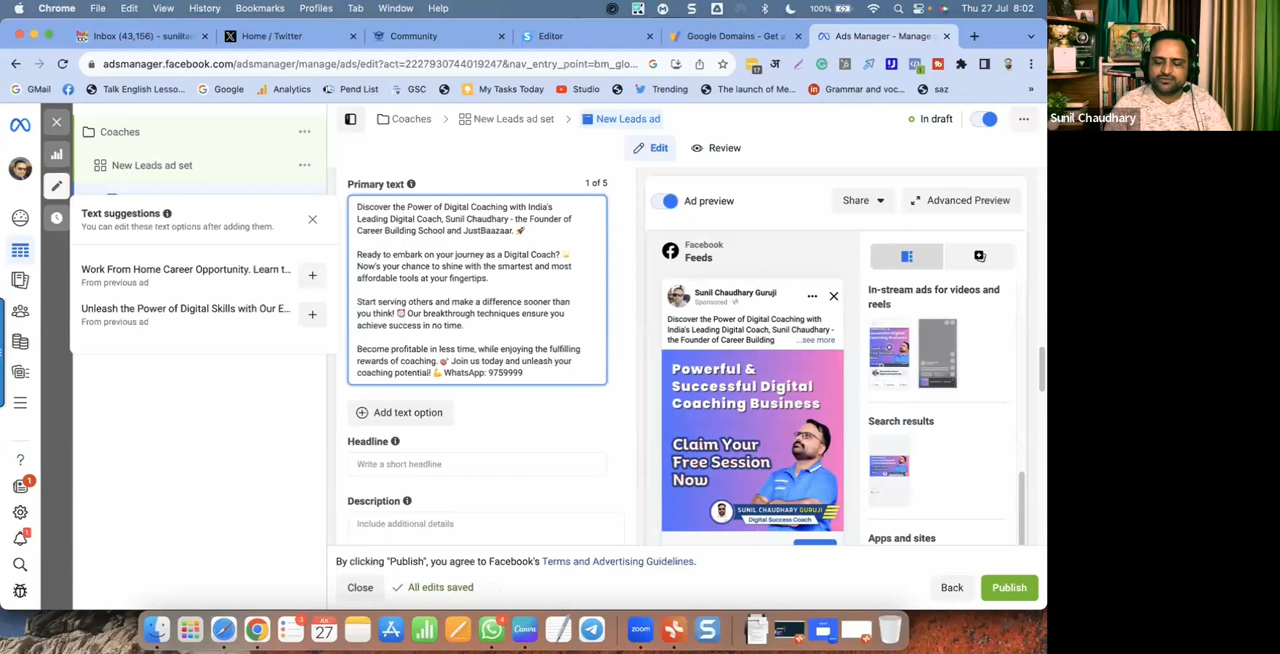 Chrome File Edit View History Bookmarks Profiles Tab Window Help
100% Thu 27 Jul 8:02
Inbox (43,156) - suniltar
Home / Twitter
Community
Editor
Google Domains - Get a
Ads Manager - Manage
adsmanager.facebook.com/adsmanager/manage/ads/edit?act=2227930744019247&nav_entry_point=bm_glo...
GMail
Talk English Lesso...
Google
Analytics
Pend List
GSC
My Tasks Today
Studio
Trending
The launch of Me...
Grammar and voc...
saz
Sunil Chaudhary
Coaches
New Leads ad set
Coaches > New Leads ad set > New Leads ad
In draft
Edit
Review
Text suggestions
You can edit these text options after adding them.
Work From Home Career Opportunity. Learn t...
From previous ad
Unleash the Power of Digital Skills with Our E...
From previous ad
Primary text
1 of 5
Discover the Power of Digital Coaching with India's
Leading Digital Coach, Sunil Chaudhary - the Founder of
Career Building School and JustBaazaar. 🚀
Ready to embark on your journey as a Digital Coach?
Now's your chance to shine with the smartest and most
affordable tools at your fingertips.
Start serving others and make a difference sooner than
you think! ⏰ Our breakthrough techniques ensure you
achieve success in no time.
Become profitable in less time, while enjoying the fulfilling
rewards of coaching. 🎯 Join us today and unleash your
coaching potential! 💪 WhatsApp: 9759999
Add text option
Headline
Write a short headline
Description
Include additional details
Ad preview
Share
Advanced Preview
Facebook
Feeds
Sunil Chaudhary Guruji
Sponsored
Discover the Power of Digital Coaching with
India's Leading Digital Coach, Sunil Chaudhary -
the Founder of Career Building ...see more
Powerful &
Successful Digital
Coaching Business
Claim Your
Free Session
Now
SUNIL CHAUDHARY GURUJI
Digital Success Coach
In-stream ads for videos and
reels
Search results
Apps and sites
By clicking "Publish", you agree to Facebook's Terms and Advertising Guidelines.
Close
All edits saved
Back
Publish
JUL
27
Canva
zoom